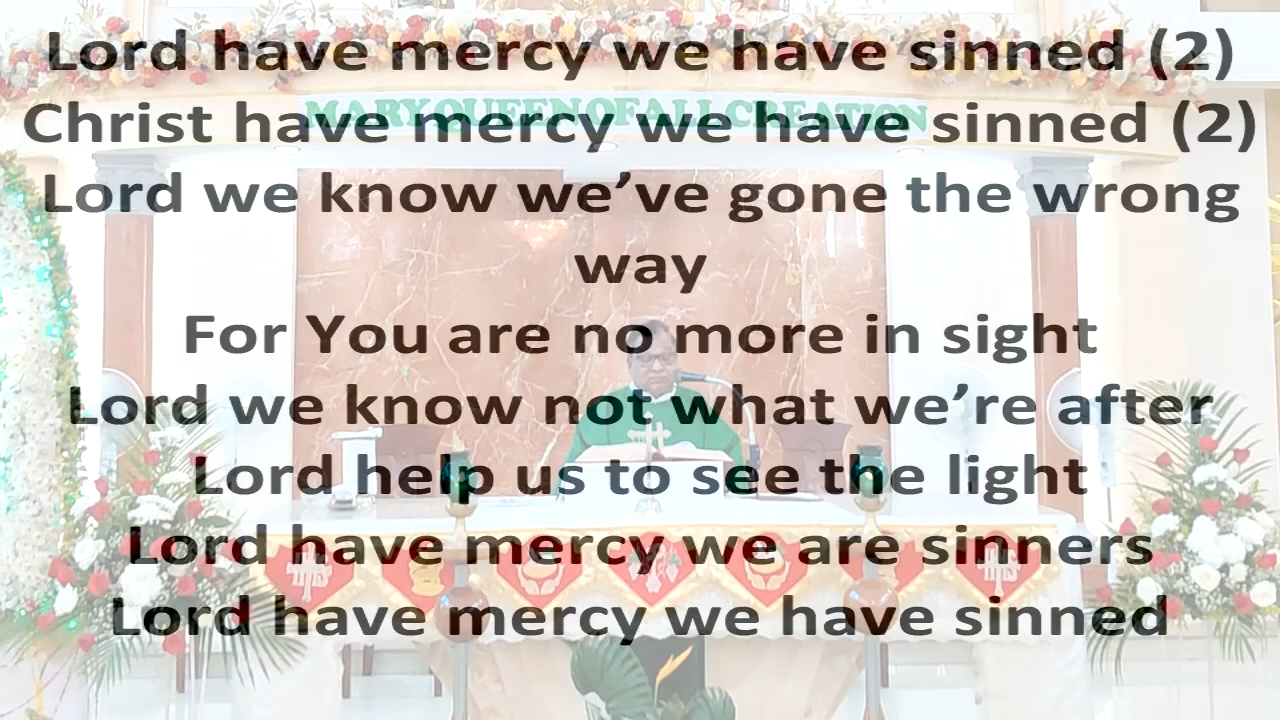 Lord have mercy we have sinned (2)
MARY QUEEN OF ALL CREATION
Christ have mercy we have sinned (2)
Lord we know we’ve gone the wrong
way
For You are no more in sight
Lord we know not what we’re after
Lord help us to see the light
Lord have mercy we are sinners
Lord have mercy we have sinned